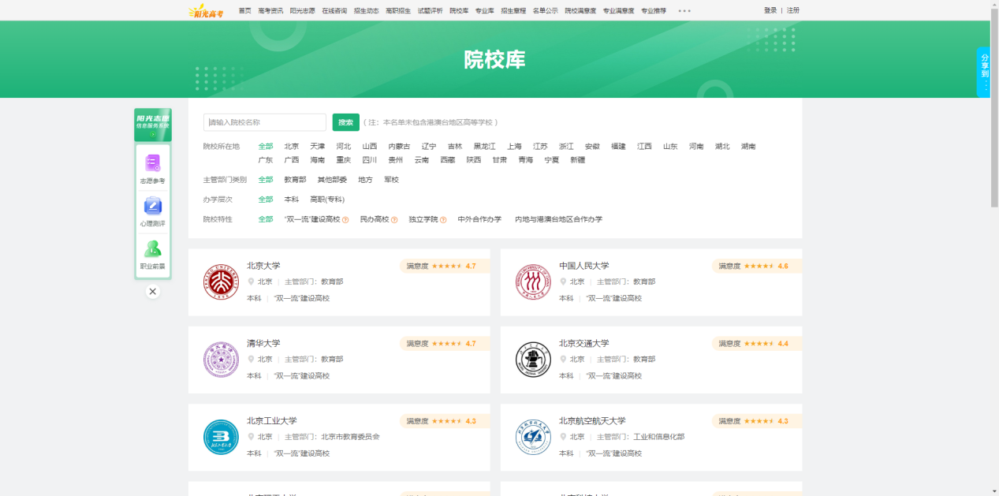 阳光高考 首页 高考资讯 阳光志愿 在线咨询 招生动态 高职招生 试题评析 院校库 专业库 招生章程 名单公示 院校满意度 专业满意度 专业推荐 登录 | 注册
院校库
分享到
阳光志愿
信息服务系统
志愿参考
心理测评
职业前景
请输入院校名称 搜索 (注：本名单未包含港澳台地区高等学校)
院校所在地 全部 北京 天津 河北 山西 内蒙古 辽宁 吉林 黑龙江 上海 江苏 浙江 安徽 福建 江西 山东 河南 湖北 湖南
广东 广西 海南 重庆 四川 贵州 云南 西藏 陕西 甘肃 青海 宁夏 新疆
主管部门类别 全部 教育部 其他部委 地方 军校
办学层次 全部 本科 高职(专科)
院校特性 全部 “双一流”建设高校 民办高校 独立学院 中外合作办学 内地与港澳台地区合作办学
北京大学 满意度 4.7
北京 主管部门：教育部
本科 “双一流”建设高校
中国人民大学 满意度 4.6
北京 主管部门：教育部
本科 “双一流”建设高校
清华大学 满意度 4.7
北京 主管部门：教育部
本科 “双一流”建设高校
北京交通大学 满意度 4.4
北京 主管部门：教育部
本科 “双一流”建设高校
北京工业大学 满意度 4.3
北京 主管部门：北京市教育委员会
本科 “双一流”建设高校
北京航空航天大学 满意度 4.3
北京 主管部门：工业和信息化部
本科 “双一流”建设高校